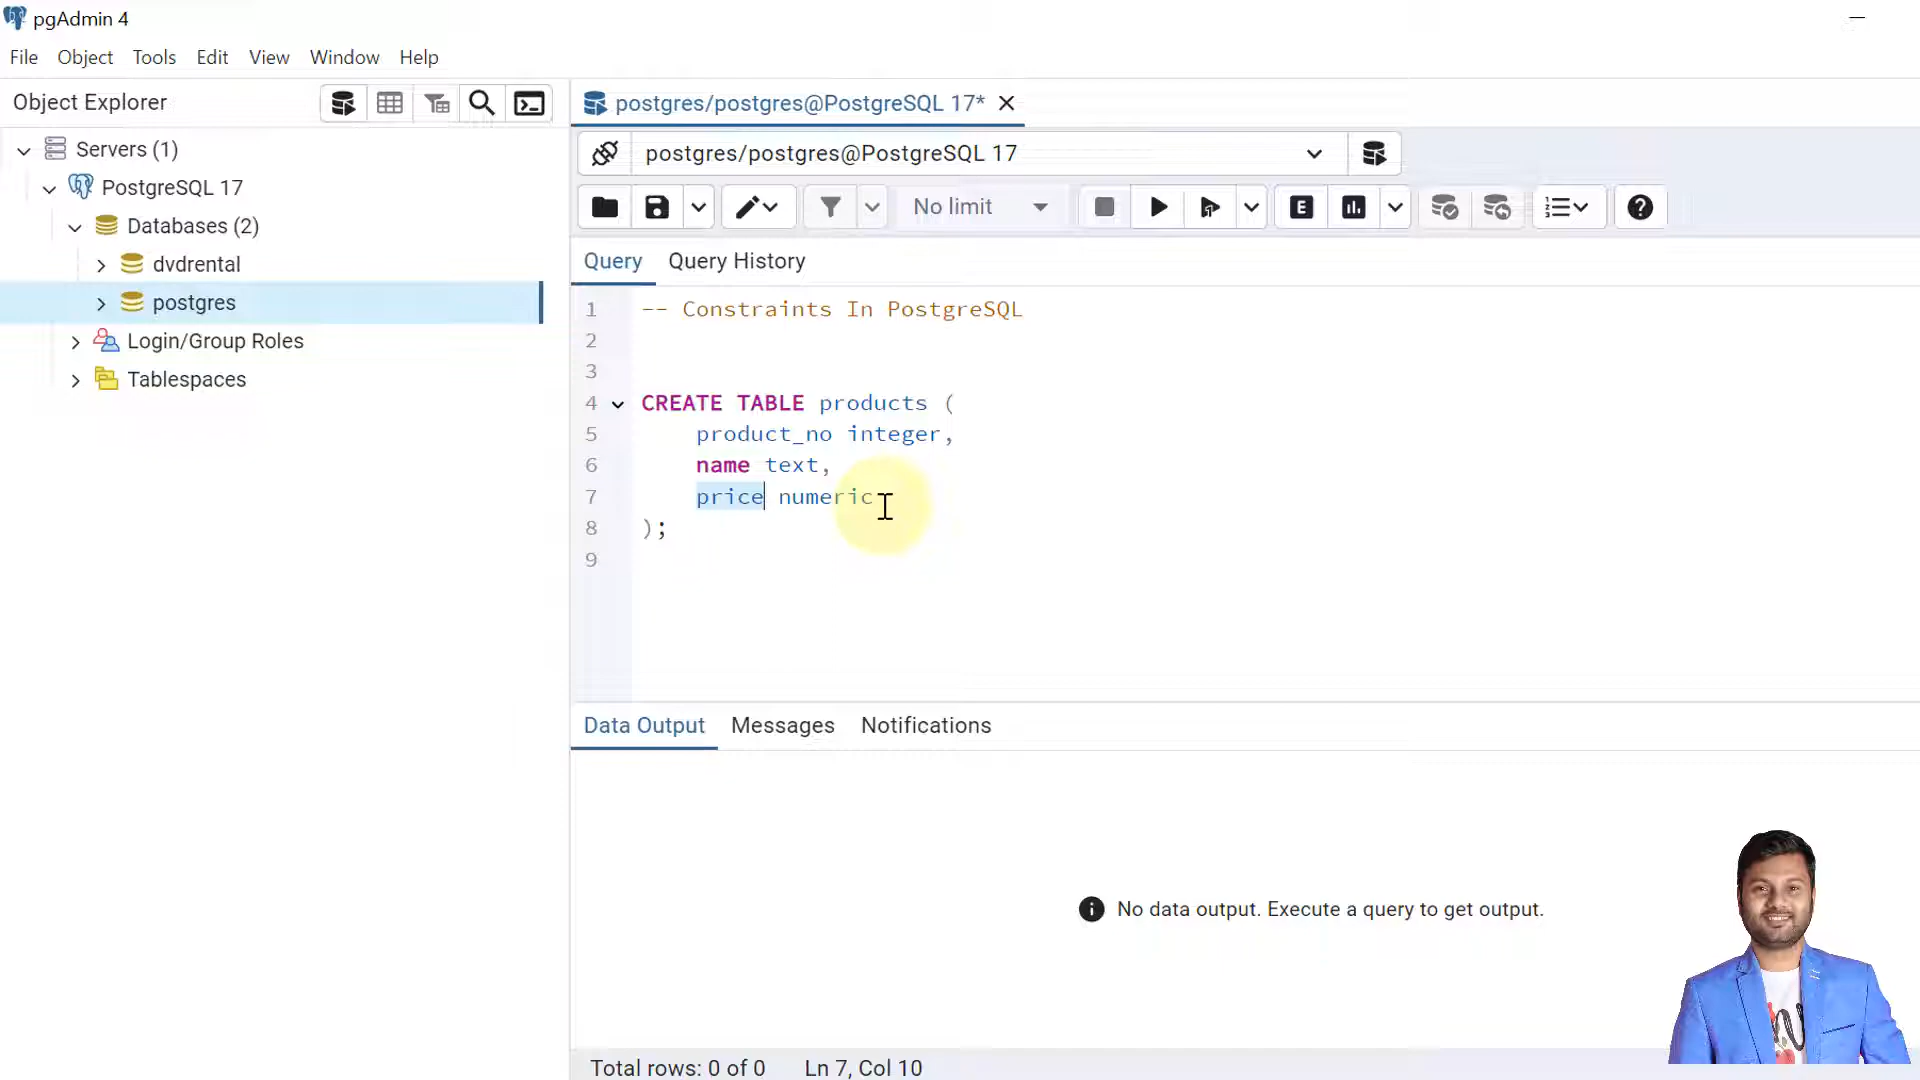 pgAdmin 4
File Object Tools Edit View Window Help
Object Explorer
Servers (1)
PostgreSQL 17
Databases (2)
dvdrental
postgres
Login/Group Roles
Tablespaces
postgres/postgres@PostgreSQL 17*
postgres/postgres@PostgreSQL 17
No limit
E
Query Query History
1 -- Constraints In PostgreSQL
2
3
4 CREATE TABLE products (
5 product_no integer,
6 name text,
7 price numeric
8 );
9
Data Output Messages Notifications
No data output. Execute a query to get output.
Total rows: 0 of 0 Ln 7, Col 10